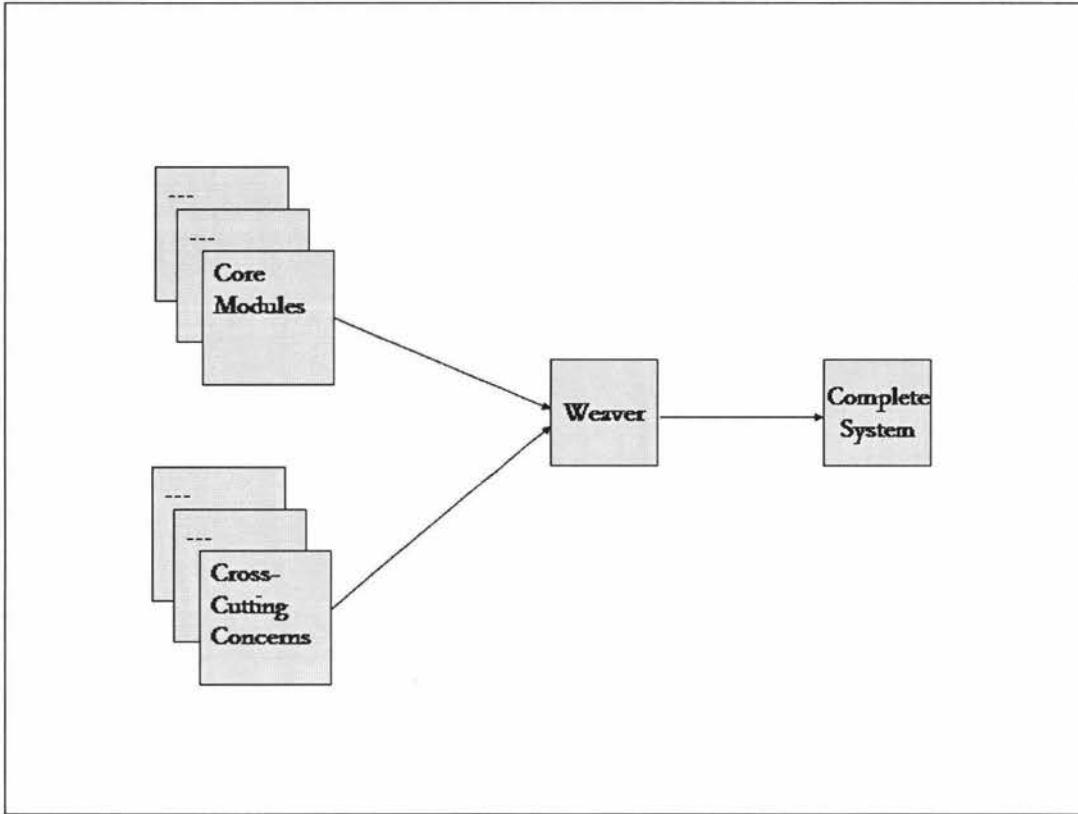 ---
---
Core
Modules
Weaver
Complete
System
---
---
Cross-
Cutting
Concerns